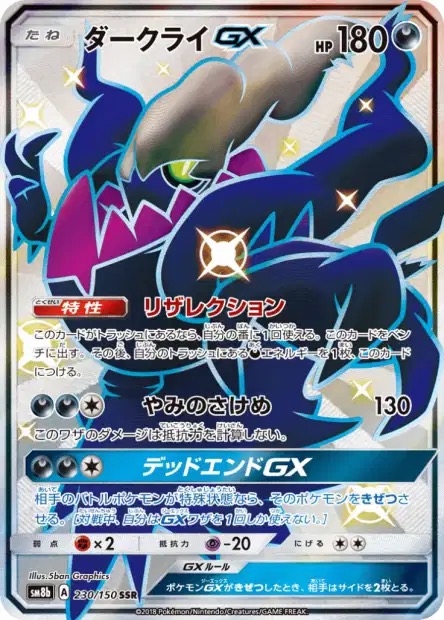 たね ダークライGX HP180
特性 リザレクション
このカードがトラッシュにあるなら、自分の番に1回使える。このカードをベン
チに出す。その後、自分のトラッシュにあるエネルギーを1枚、このカード
につける。
やみのさけめ 130
このワザのダメージは抵抗力を計算しない。
デッドエンドGX
相手のバトルポケモンが特殊状態なら、そのポケモンをきぜつさ
せる。[対戦中、自分はGXワザを1回しか使えない。]
弱点 ×2 抵抗力 -20 にげる
Illus. 5ban Graphics
GXルール
sm8b A 230/150 SSR
ポケモンGXがきぜつしたとき、相手はサイドを2枚とる。
©2018 Pokémon/Nintendo/Creatures/GAME FREAK.